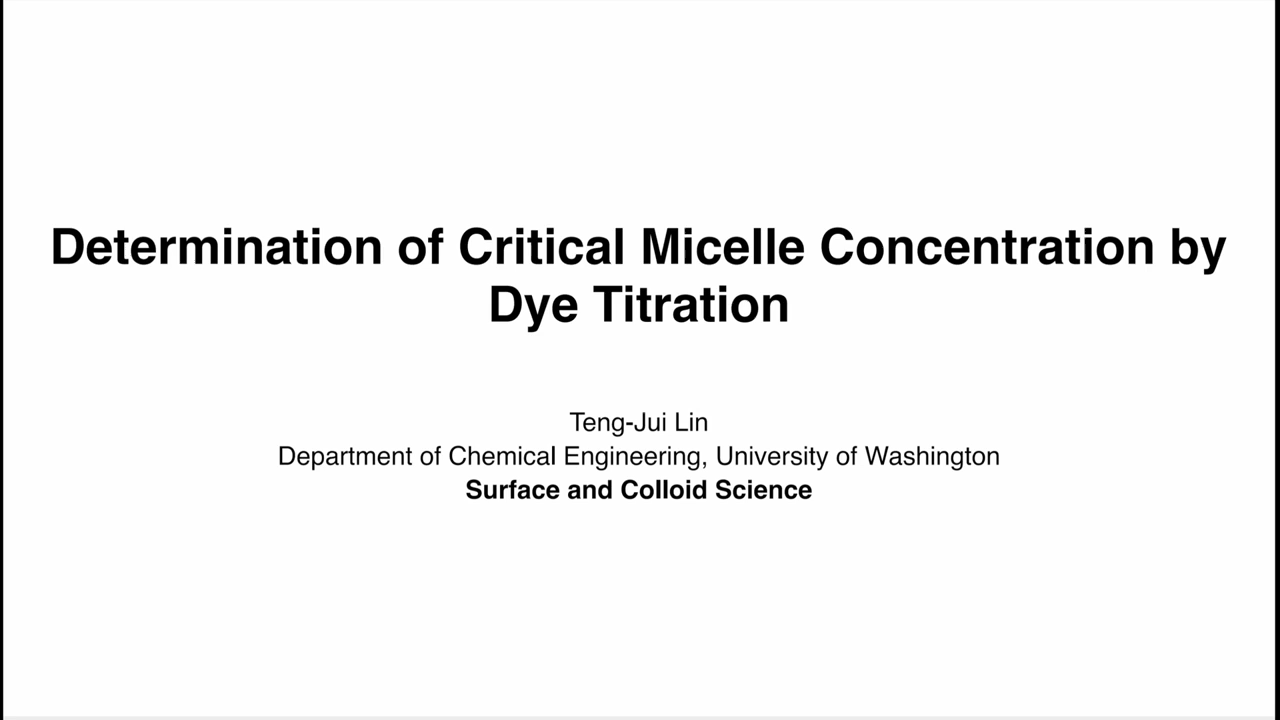 Determination of Critical Micelle Concentration by
Dye Titration
Teng-Jui Lin
Department of Chemical Engineering, University of Washington
Surface and Colloid Science